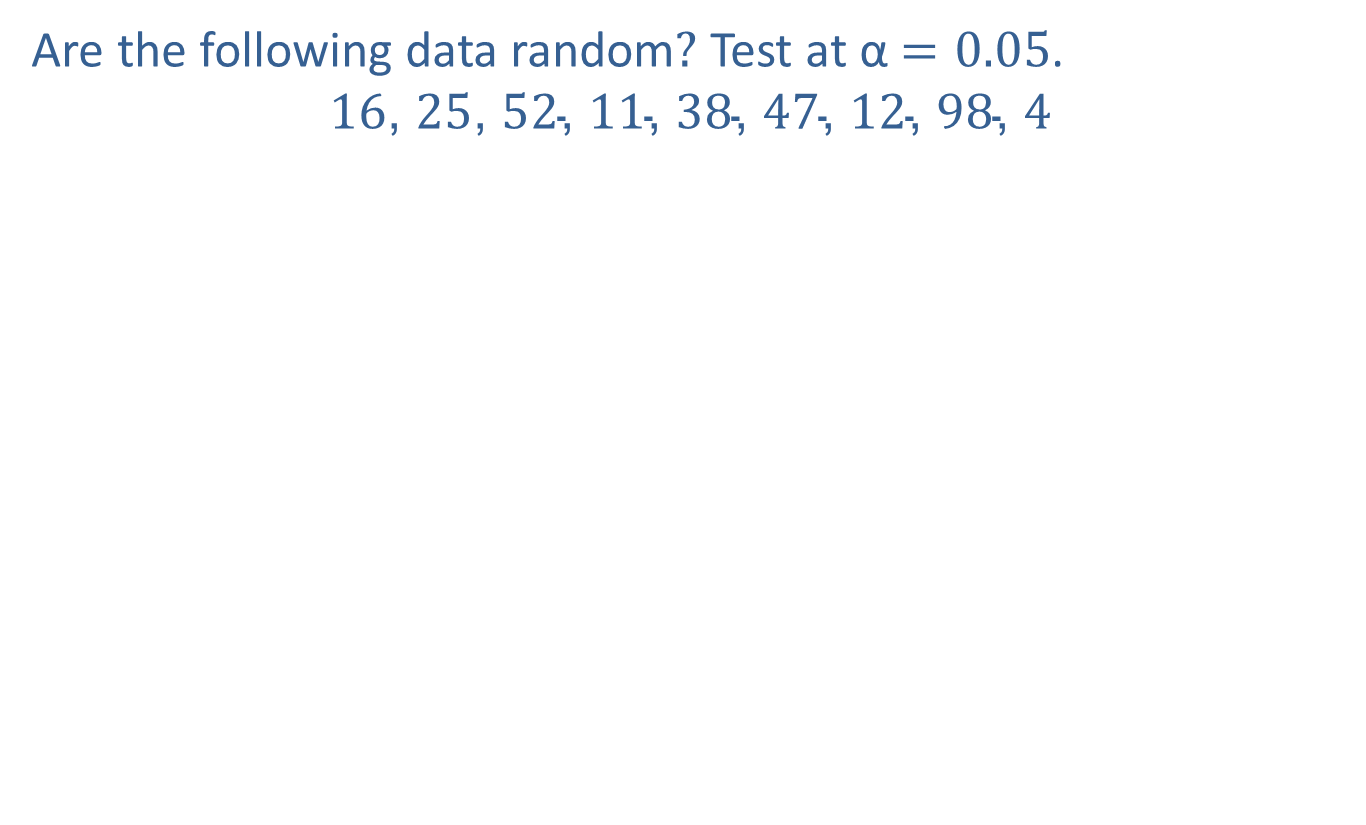 Are the following data random? Test at α = 0.05.
16, 25, 52-, 11-, 38-, 47-, 12-, 98-, 4